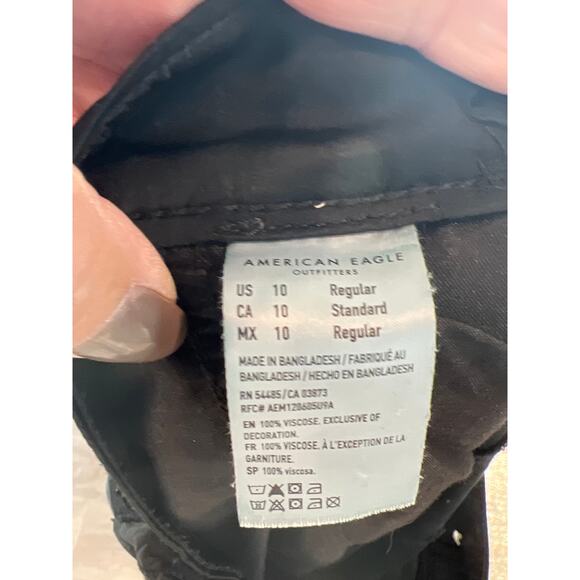 AMERICAN EAGLE
OUTFITTERS
US 10 Regular
CA 10 Standard
MX 10 Regular
MADE IN BANGLADESH / FABRIQUÉ AU
BANGLADESH / HECHO EN BANGLADESH
RN 54485/CA 03873
RFC# AEM120605U9A
EN 100% VISCOSE, EXCLUSIVE OF
DECORATION.
FR 100% VISCOSE, À L'EXCEPTION DE LA
GARNITURE.
SP 100% viscosa.